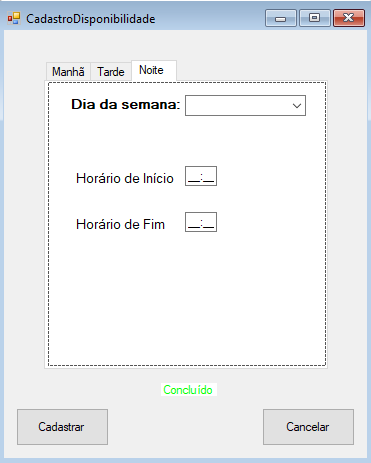 CadastroDisponibilidade
Manhã Tarde Noite
Dia da semana:
Horário de Início __:__
Horário de Fim __:__
Concluído
Cadastrar Cancelar